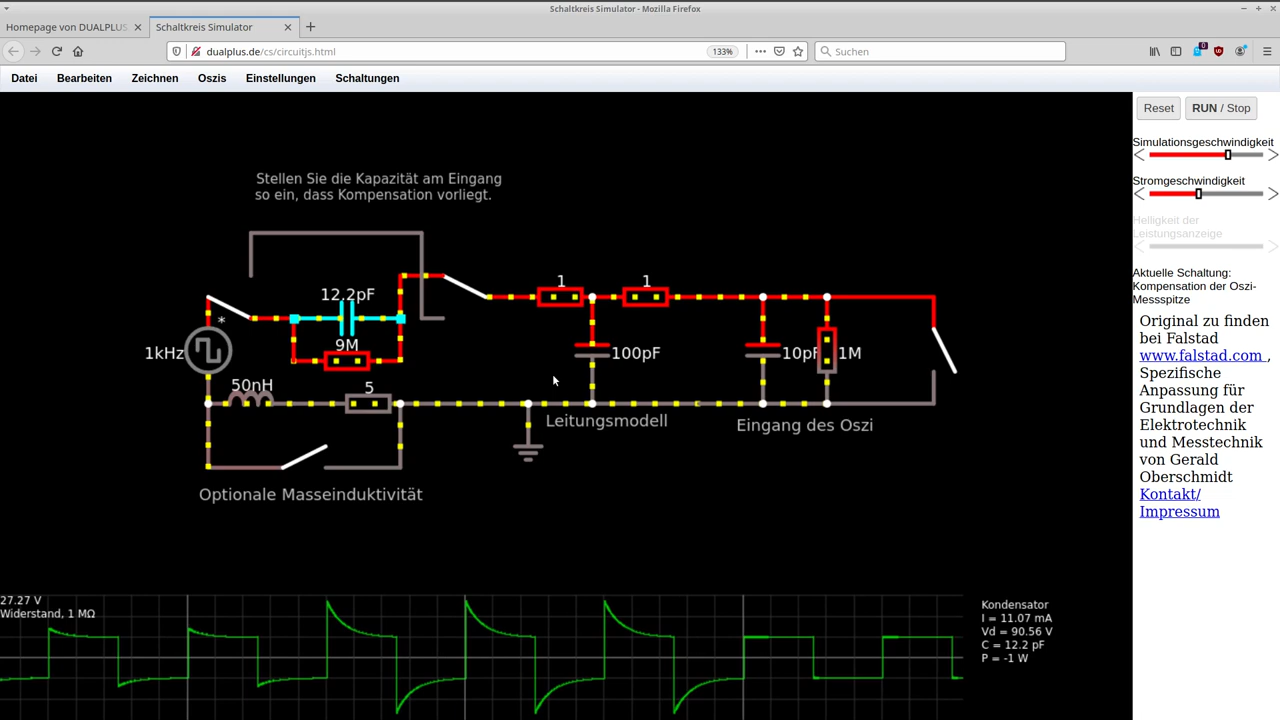 Schaltkreis Simulator - Mozilla Firefox
Homepage von DUALPLUS
Schaltkreis Simulator
dualplus.de/cs/circuitjs.html
133%
Suchen
Datei Bearbeiten Zeichnen Oszis Einstellungen Schaltungen
Reset
RUN / Stop
Simulationsgeschwindigkeit
Stromgeschwindigkeit
Helligkeit der
Leistungsanzeige
Aktuelle Schaltung:
Kompensation der Oszi-
Messspitze
Original zu finden
bei Falstad
www.falstad.com ,
Spezifische
Anpassung für
Grundlagen der
Elektrotechnik
und Messtechnik
von Gerald
Oberschmidt
Kontakt/
Impressum
Stellen Sie die Kapazität am Eingang
so ein, dass Kompensation vorliegt.
12.2pF
1
1
*
9M
1kHz
100pF
10pF
1M
50nH
5
Leitungsmodell
Eingang des Oszi
Optionale Masseinduktivität
27.27 V
Widerstand, 1 MΩ
Kondensator
I = 11.07 mA
Vd = 90.56 V
C = 12.2 pF
P = -1 W